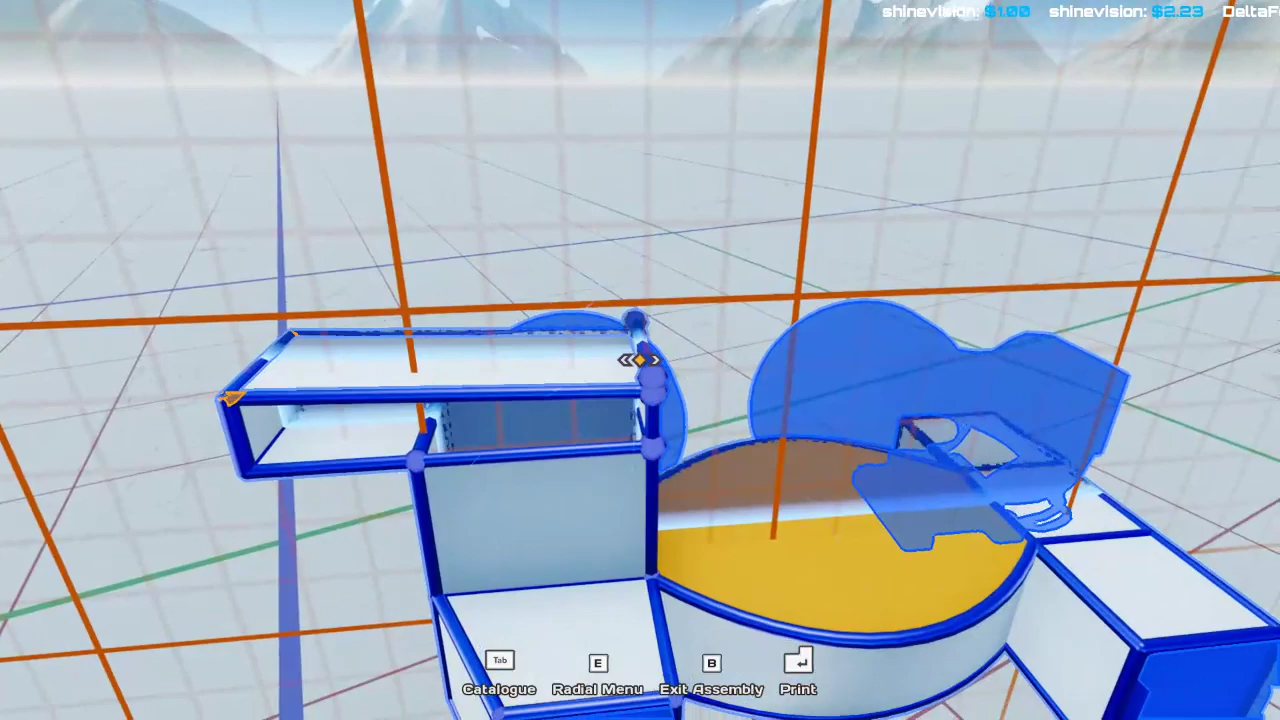 shinevision: $1.00 shinevision: $2.23 DeltaF
Tab E B
Catalogue Radial Menu Exit Assembly Print